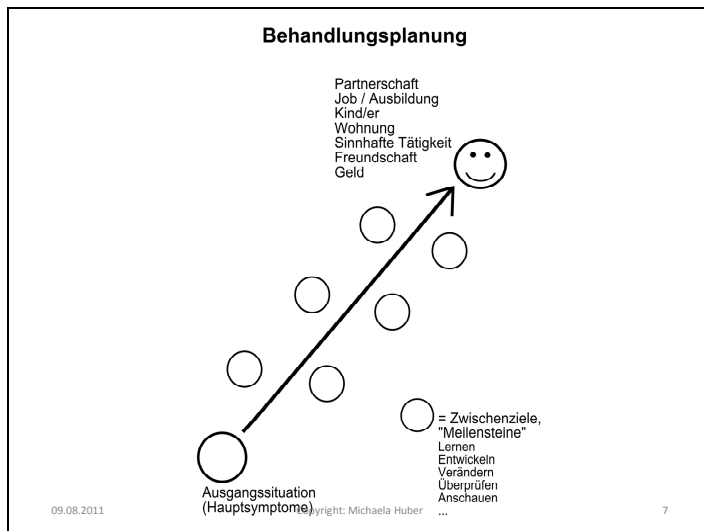 Behandlungsplanung
Partnerschaft
Job / Ausbildung
Kind/er
Wohnung
Sinnhafte Tätigkeit
Freundschaft
Geld
= Zwischenziele,
"Meilensteine"
Lernen
Entwickeln
Verändern
Überprüfen
Anschauen
...
Ausgangssituation
(Hauptsymptome)
09.08.2011
Copyright: Michaela Huber
7